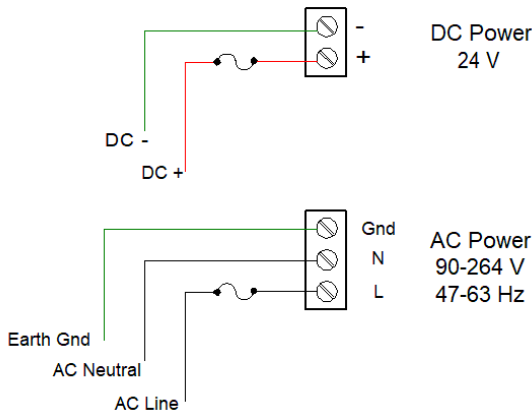 -
+
DC Power
24 V
DC -
DC +
Gnd
N
L
AC Power
90-264 V
47-63 Hz
Earth Gnd
AC Neutral
AC Line